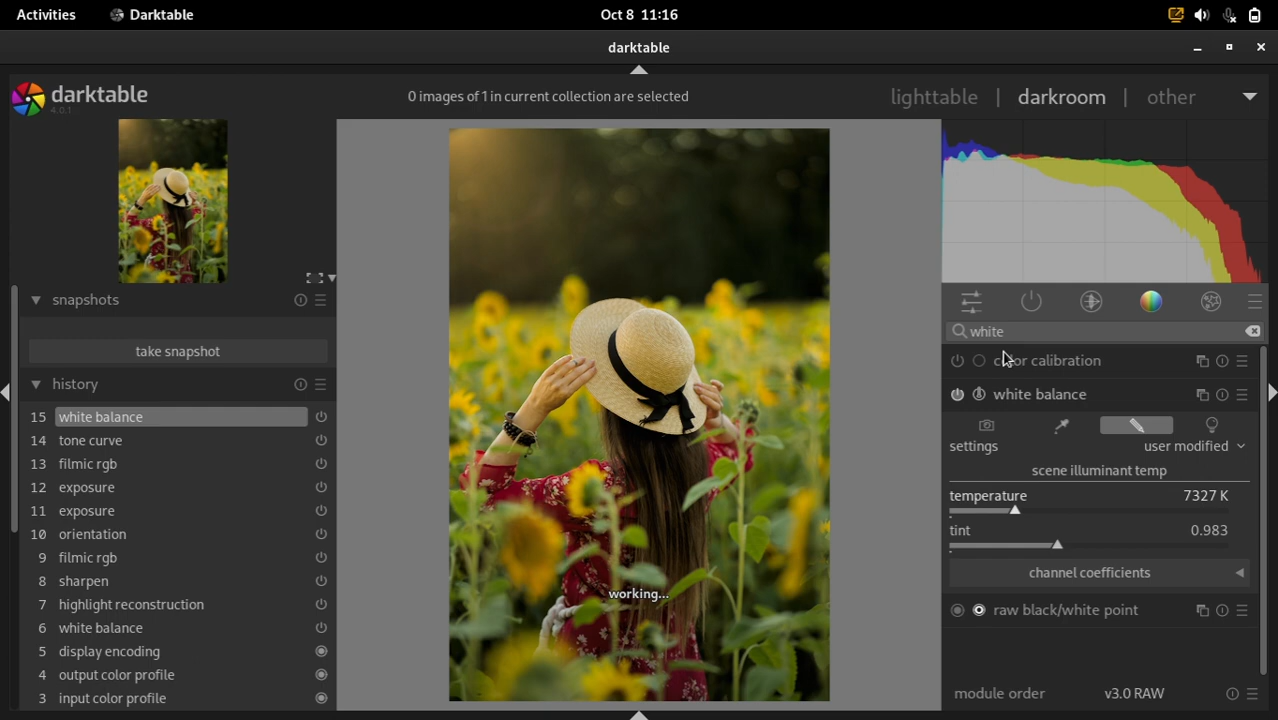 Activities darktable Oct 8 11:16
darktable
darktable
4.0.1
0 images of 1 in current collection are selected
lighttable | darkroom | other
snapshots
take snapshot
history
15 white balance
14 tone curve
13 filmic rgb
12 exposure
11 exposure
10 orientation
9 filmic rgb
8 sharpen
7 highlight reconstruction
6 white balance
5 display encoding
4 output color profile
3 input color profile
working...
white
color calibration
white balance
settings user modified
scene illuminant temp
temperature 7327 K
tint 0.983
channel coefficients
raw black/white point
module order v3.0 RAW